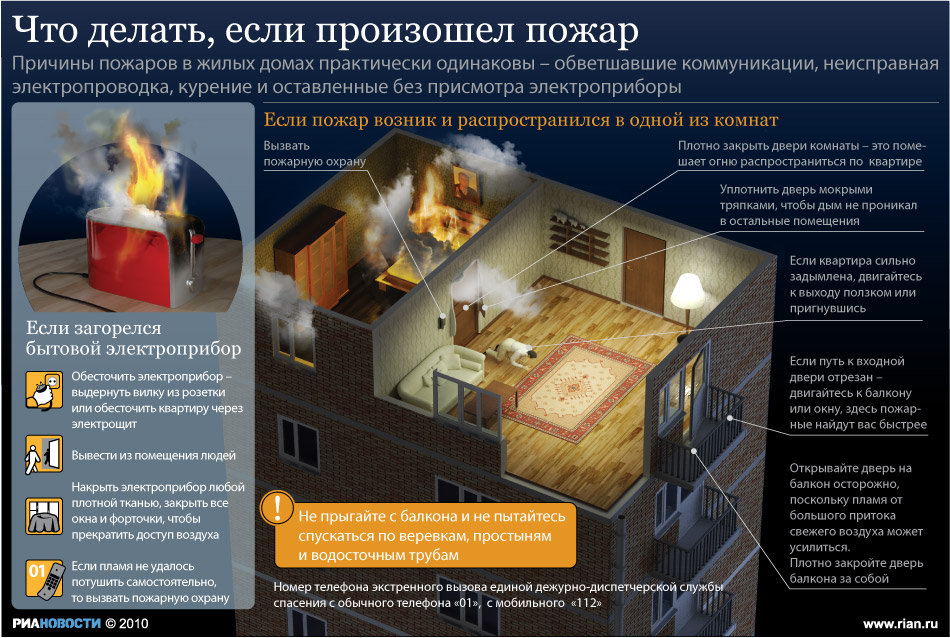 Что делать, если произошел пожар
Причины пожаров в жилых домах практически одинаковы – обветшавшие коммуникации, неисправная
электропроводка, курение и оставленные без присмотра электроприборы
Если загорелся
бытовой электроприбор
Обесточить электроприбор –
выдернуть вилку из розетки
или обесточить квартиру через
электрощит
Вывести из помещения людей
Накрыть электроприбор любой
плотной тканью, закрыть все
окна и форточки, чтобы
прекратить доступ воздуха
01
Если пламя не удалось
потушить самостоятельно,
то вызвать пожарную охрану
Если пожар возник и распространился в одной из комнат
Вызвать
пожарную охрану
Плотно закрыть двери комнаты – это поме-
шает огню распространиться по квартире
Уплотнить дверь мокрыми
тряпками, чтобы дым не проникал
в остальные помещения
Если квартира сильно
задымлена, двигайтесь
к выходу ползком или
пригнувшись
Если путь к входной
двери отрезан –
двигайтесь к балкону
или окну, здесь пожар-
ные найдут вас быстрее
Открывайте дверь на
балкон осторожно,
поскольку пламя от
большого притока
свежего воздуха может
усилиться.
Плотно закройте дверь
балкона за собой
!
Не прыгайте с балкона и не пытайтесь
спускаться по веревкам, простыням
и водосточным трубам
Номер телефона экстренного вызова единой дежурно-диспетчерской службы
спасения с обычного телефона «01», с мобильного «112»
РИАНОВОСТИ © 2010
www.rian.ru